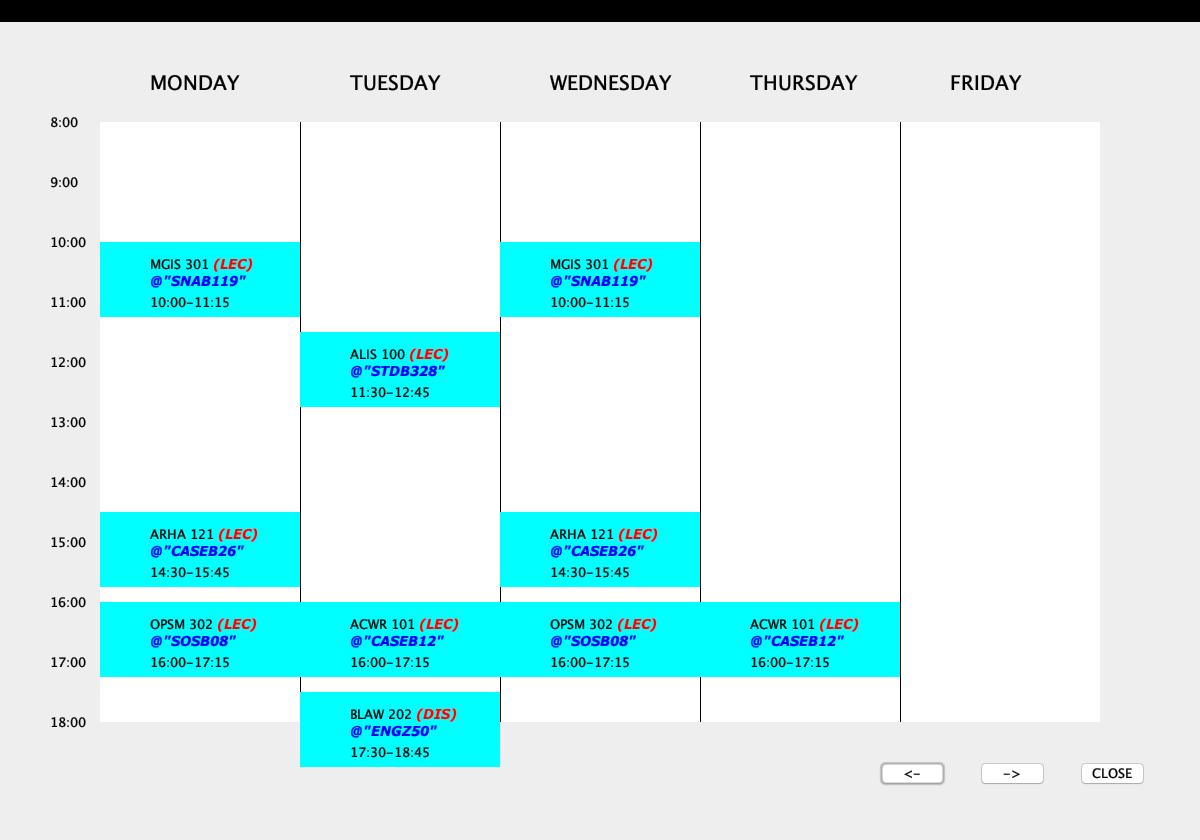 MONDAY TUESDAY WEDNESDAY THURSDAY FRIDAY
8:00
9:00
10:00
MGIS 301 (LEC) MGIS 301 (LEC)
@"SNAB119" @"SNAB119"
11:00 10:00-11:15 10:00-11:15
ALIS 100 (LEC)
12:00
@"STDB328"
11:30-12:45
13:00
14:00
ARHA 121 (LEC) ARHA 121 (LEC)
15:00
@"CASEB26" @"CASEB26"
14:30-15:45 14:30-15:45
16:00
OPSM 302 (LEC) ACWR 101 (LEC) OPSM 302 (LEC) ACWR 101 (LEC)
@"SOSB08" @"CASEB12" @"SOSB08" @"CASEB12"
17:00 16:00-17:15 16:00-17:15 16:00-17:15 16:00-17:15
BLAW 202 (DIS)
18:00
@"ENGZ50"
17:30-18:45
<- -> CLOSE